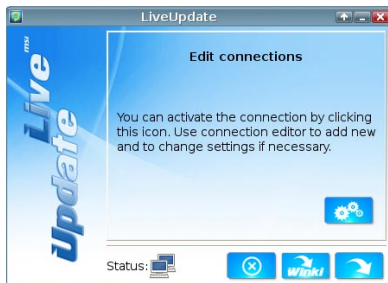 LiveUpdate
msi
Live
Update
Edit connections
You can activate the connection by clicking
this icon. Use connection editor to add new
and to change settings if necessary.
Status:
Winki